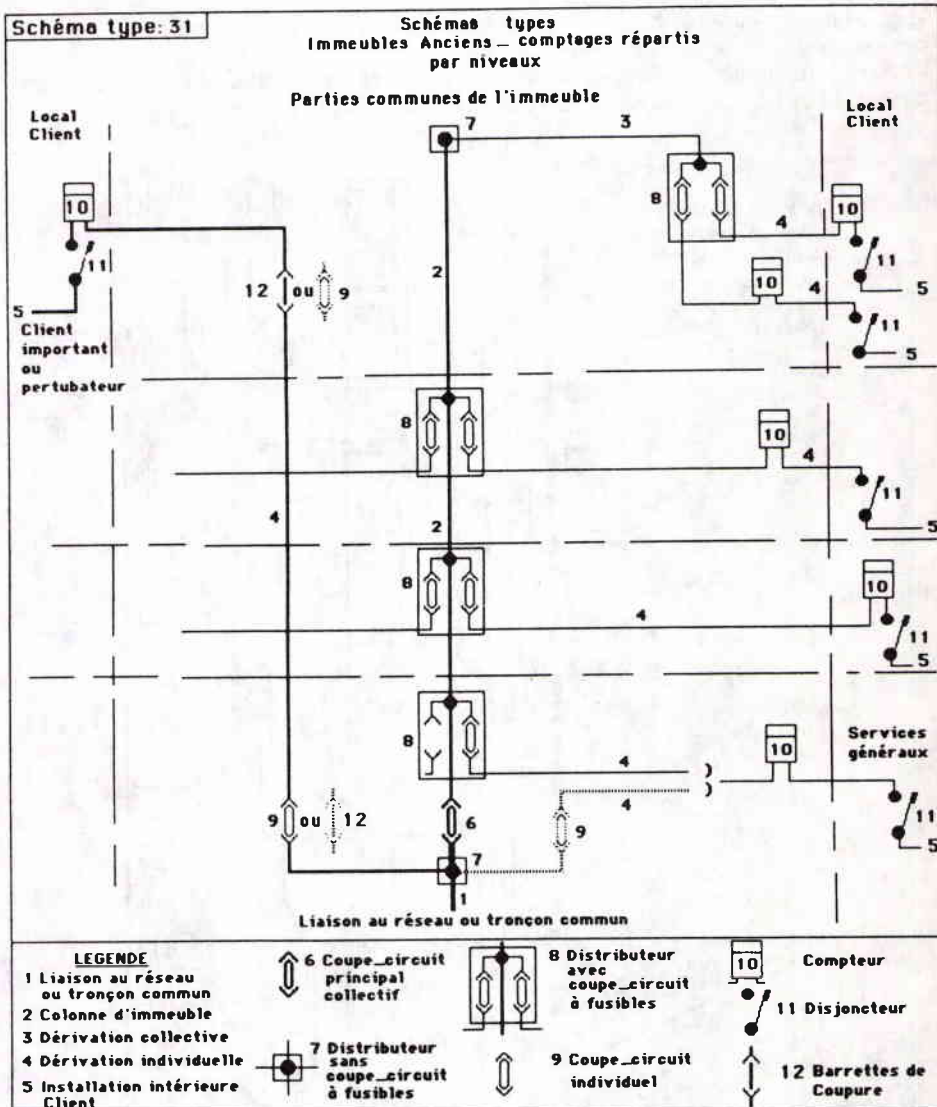 Schéma type: 31
Schémas types
Immeubles Anciens _ comptages répartis
par niveaux
Parties communes de l'immeuble
Local
Client
Local
Client
7
3
10
8
10
4
11
11
2
12 ou 9
10
4
5
5
Client
important
ou
pertubateur
11
5
8
10
4
11
4
2
5
8
10
4
11
5
8
10
Services
généraux
4
4
9 ou 12
6
9
11
5
7
1
Liaison au réseau ou tronçon commun
LEGENDE
1 Liaison au réseau
ou tronçon commun
2 Colonne d'immeuble
3 Dérivation collective
4 Dérivation individuelle
5 Installation intérieure
Client
6 Coupe_circuit
principal
collectif
7 Distributeur
sans
coupe_circuit
à fusibles
8 Distributeur
avec
coupe_circuit
à fusibles
9 Coupe_circuit
individuel
10 Compteur
11 Disjoncteur
12 Barrettes de
Coupure